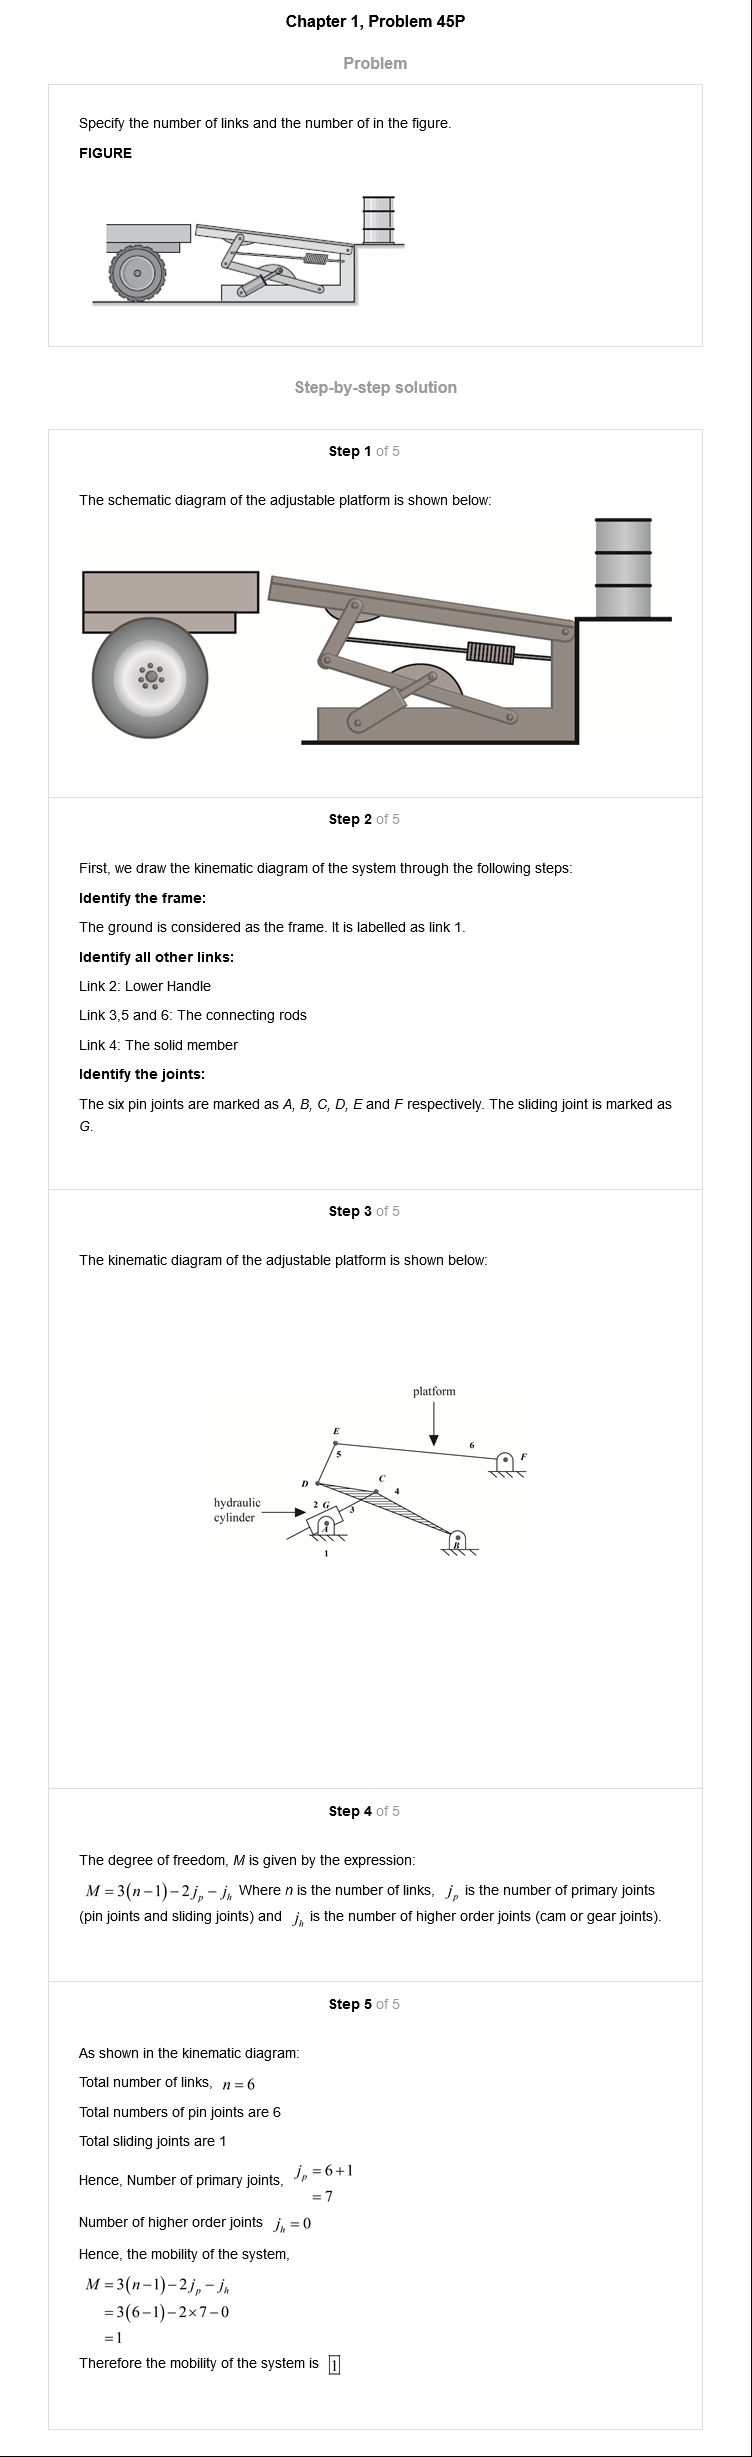 Chapter 1, Problem 45P
Problem
Specify the number of links and the number of in the figure.
FIGURE
Step-by-step solution
Step 1 of 5
The schematic diagram of the adjustable platform is shown below:
Step 2 of 5
First, we draw the kinematic diagram of the system through the following steps:
Identify the frame:
The ground is considered as the frame. It is labelled as link 1.
Identify all other links:
Link 2: Lower Handle
Link 3,5 and 6: The connecting rods
Link 4: The solid member
Identify the joints:
The six pin joints are marked as A, B, C, D, E and F respectively. The sliding joint is marked as
G.
Step 3 of 5
The kinematic diagram of the adjustable platform is shown below:
platform
E
5
6
F
D
C
4
hydraulic
cylinder
2 G
3
A
B
1
Step 4 of 5
The degree of freedom, M is given by the expression:
M = 3(n−1)−2jₚ − jₕ Where n is the number of links, jₚ is the number of primary joints
(pin joints and sliding joints) and jₕ is the number of higher order joints (cam or gear joints).
Step 5 of 5
As shown in the kinematic diagram:
Total number of links, n = 6
Total numbers of pin joints are 6
Total sliding joints are 1
Hence, Number of primary joints, jₚ = 6+1
= 7
Number of higher order joints jₕ = 0
Hence, the mobility of the system,
M = 3(n−1)−2jₚ − jₕ
= 3(6−1)−2×7−0
= 1
Therefore the mobility of the system is 1